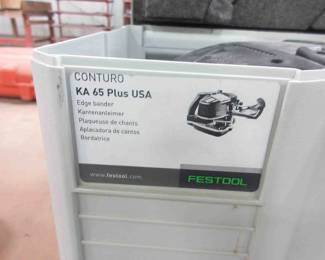 CONTURO
KA 65 Plus USA
Edge bander
Kantenanleimer
Plaqueuse de chants
Aplacadora de cantos
Bordatrice
www.festool.com
FESTOOL